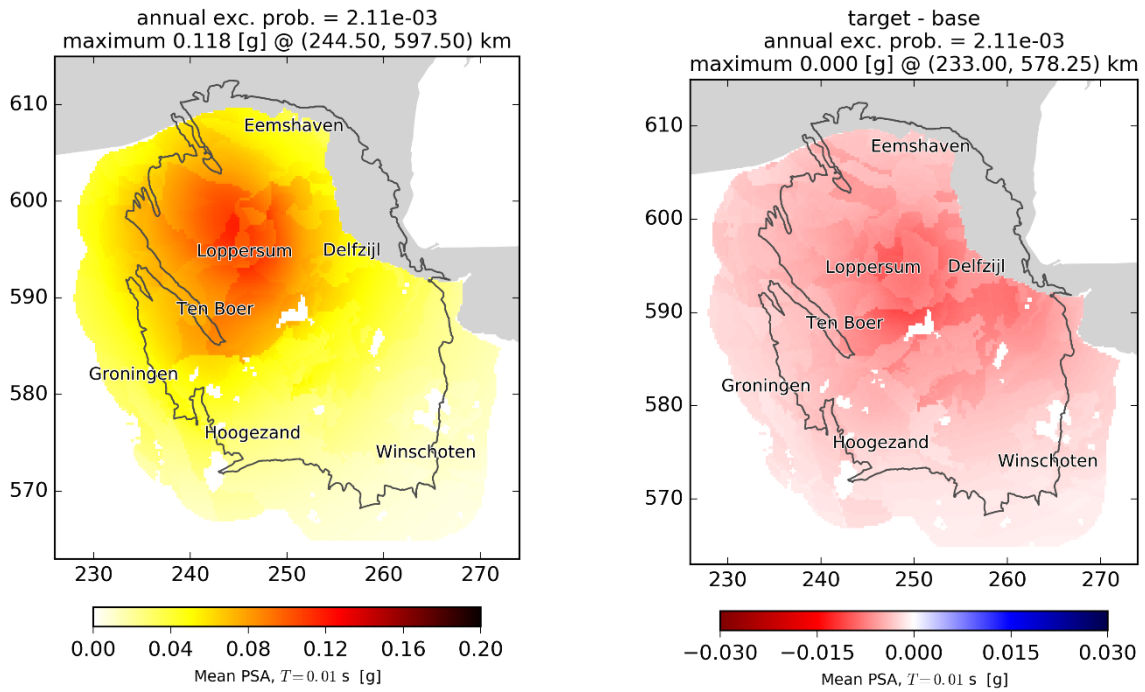 annual exc. prob. = 2.11e-03
maximum 0.118 [g] @ (244.50, 597.50) km
610
600
590
580
570
230
240
250
260
270
Eemshaven
Loppersum
Delfzijl
Ten Boer
Groningen
Hoogezand
Winschoten
0.00
0.04
0.08
0.12
0.16
0.20
Mean PSA, T = 0.01 s [g]
target - base
annual exc. prob. = 2.11e-03
maximum 0.000 [g] @ (233.00, 578.25) km
610
600
590
580
570
230
240
250
260
270
Eemshaven
Loppersum
Delfzijl
Ten Boer
Groningen
Hoogezand
Winschoten
−0.030
−0.015
0.000
0.015
0.030
Mean PSA, T = 0.01 s [g]